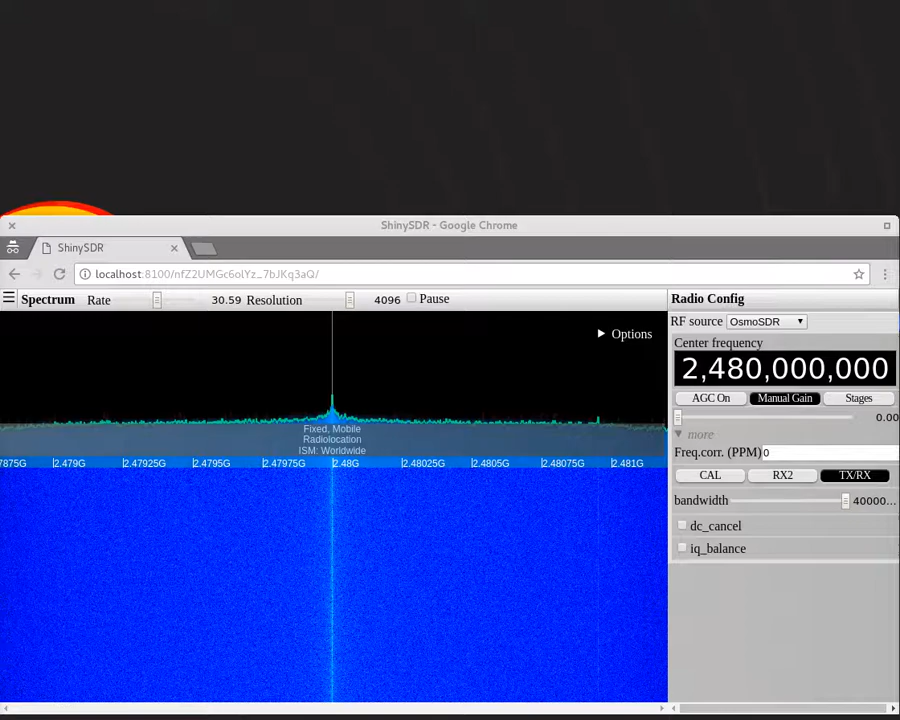 ShinySDR - Google Chrome
ShinySDR
localhost:8100/nfZ2UMGc6olYz_7bJKq3aQ/
Spectrum Rate 30.59 Resolution 4096 Pause
Radio Config
RF source OsmoSDR
Options
Center frequency
2,480,000,000
AGC On Manual Gain Stages
0.00
more
Fixed, Mobile
Radiolocation
ISM: Worldwide
Freq.corr. (PPM) 0
7875G 2.479G 2.47925G 2.4795G 2.47975G 2.48G 2.48025G 2.4805G 2.48075G 2.481G
CAL RX2 TX/RX
bandwidth 40000...
dc_cancel
iq_balance